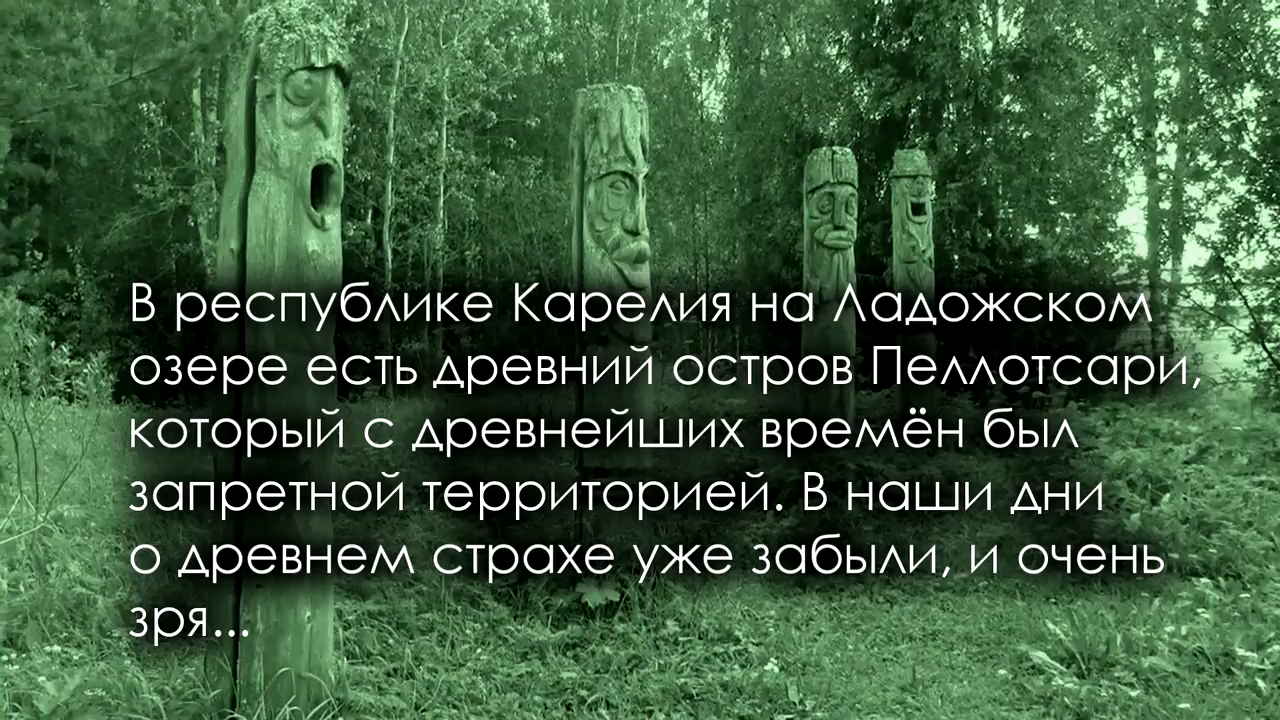 В республике Карелия на Ладожском
озере есть древний остров Пеллотсари,
который с древнейших времён был
запретной территорией. В наши дни
о древнем страхе уже забыли, и очень
зря...